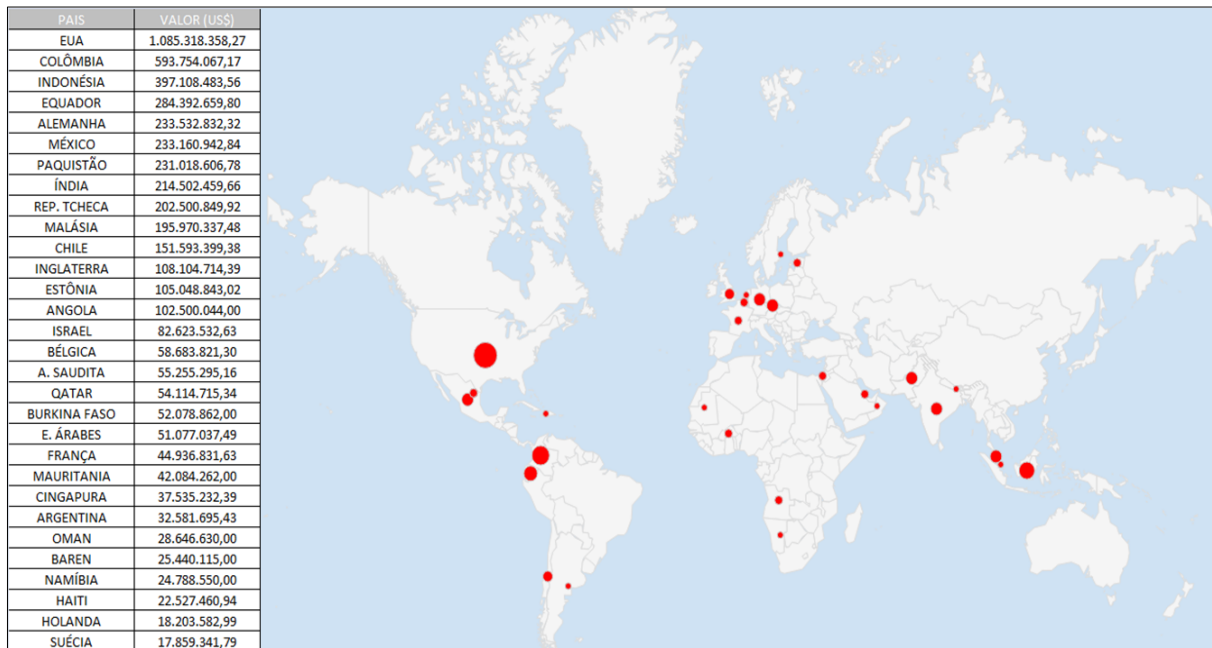 PAIS VALOR (US$)
EUA 1.085.318.358,27
COLÔMBIA 593.754.067,17
INDONÉSIA 397.108.483,56
EQUADOR 284.392.659,80
ALEMANHA 233.532.832,32
MÉXICO 233.160.942,84
PAQUISTÃO 231.018.606,78
ÍNDIA 214.502.459,66
REP. TCHECA 202.500.849,92
MALÁSIA 195.970.337,48
CHILE 151.593.399,38
INGLATERRA 108.104.714,39
ESTÔNIA 105.048.843,02
ANGOLA 102.500.044,00
ISRAEL 82.623.532,63
BÉLGICA 58.683.821,30
A. SAUDITA 55.255.295,16
QATAR 54.114.715,34
BURKINA FASO 52.078.862,00
E. ÁRABES 51.077.037,49
FRANÇA 44.936.831,63
MAURITANIA 42.084.262,00
CINGAPURA 37.535.232,39
ARGENTINA 32.581.695,43
OMAN 28.646.630,00
BAREN 25.440.115,00
NAMÍBIA 24.788.550,00
HAITI 22.527.460,94
HOLANDA 18.203.582,99
SUÉCIA 17.859.341,79